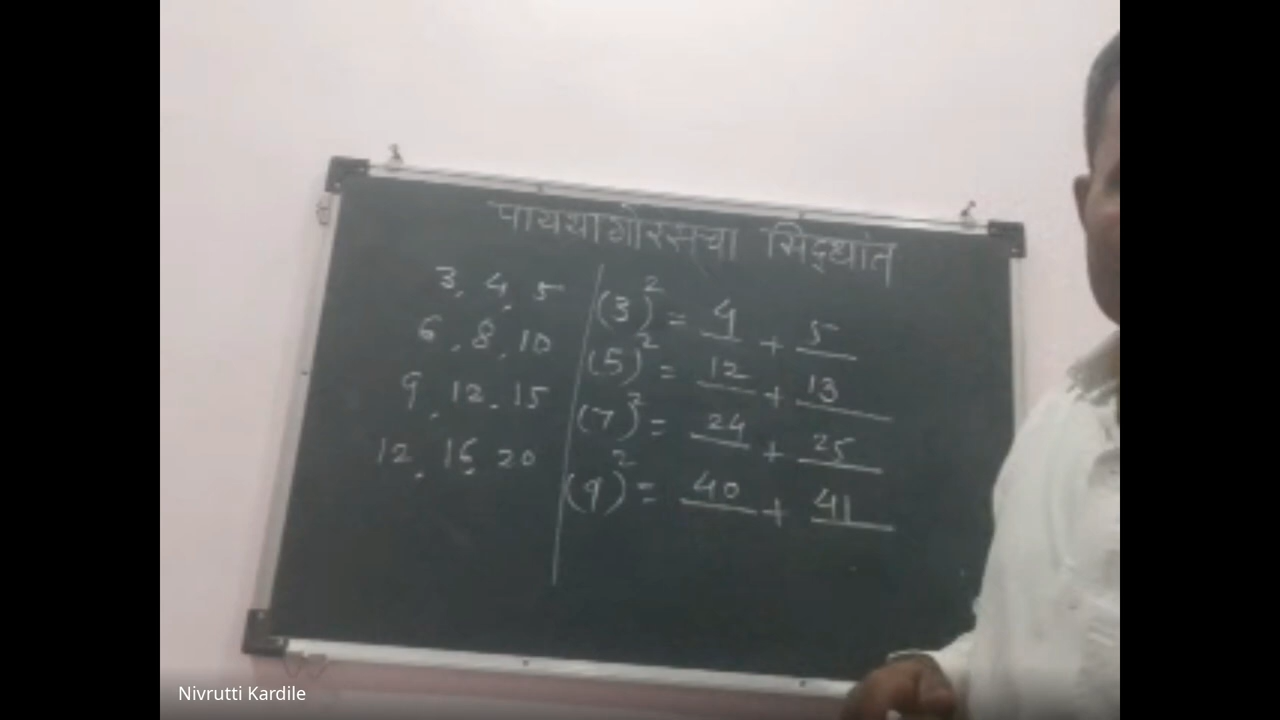 पायथागोरसचा सिद्धांत
3, 4, 5
6, 8, 10
9, 12, 15
12, 16, 20
(3)² = 4 + 5
(5)² = 12 + 13
(7)² = 24 + 25
(9)² = 40 + 41
Nivrutti Kardile